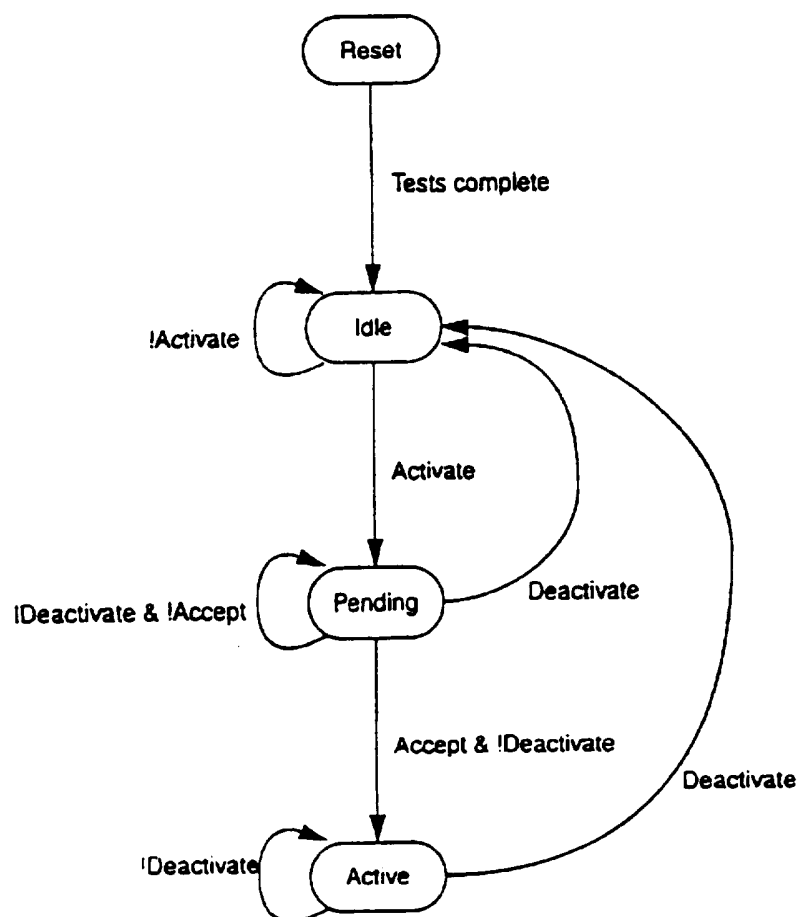 Reset
Tests complete
Idle
!Activate
Activate
Pending
Deactivate
!Deactivate & !Accept
Accept & !Deactivate
Deactivate
!Deactivate
Active